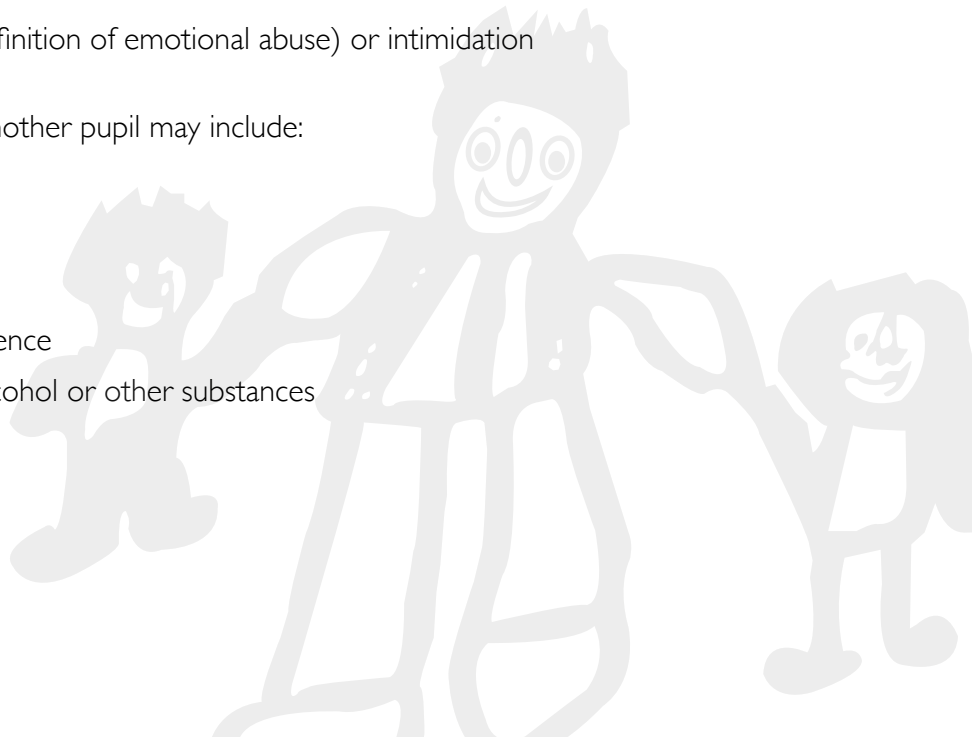 finition of emotional abuse) or intimidation
nother pupil may include:
ence
cohol or other substances